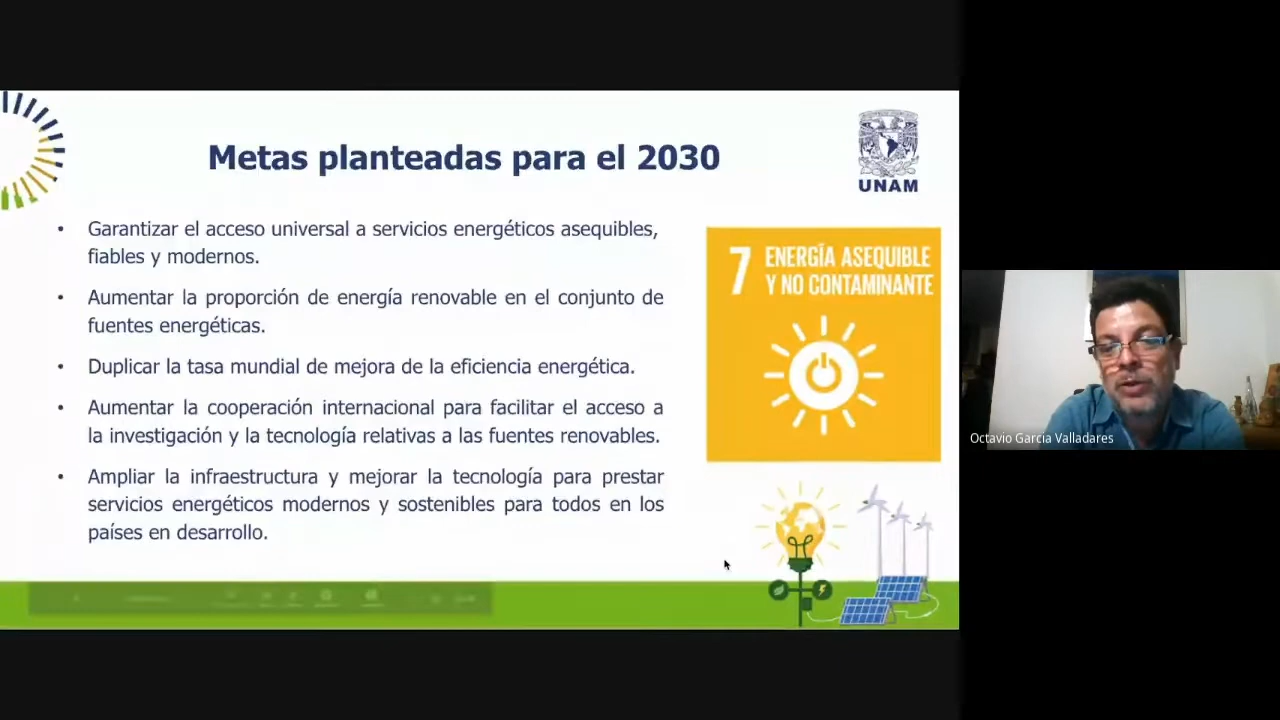 Metas planteadas para el 2030
UNAM
• Garantizar el acceso universal a servicios energéticos asequibles,
fiables y modernos.
• Aumentar la proporción de energía renovable en el conjunto de
fuentes energéticas.
• Duplicar la tasa mundial de mejora de la eficiencia energética.
• Aumentar la cooperación internacional para facilitar el acceso a
la investigación y la tecnología relativas a las fuentes renovables.
• Ampliar la infraestructura y mejorar la tecnología para prestar
servicios energéticos modernos y sostenibles para todos en los
países en desarrollo.
7 ENERGÍA ASEQUIBLE
Y NO CONTAMINANTE
Octavio García Valladares